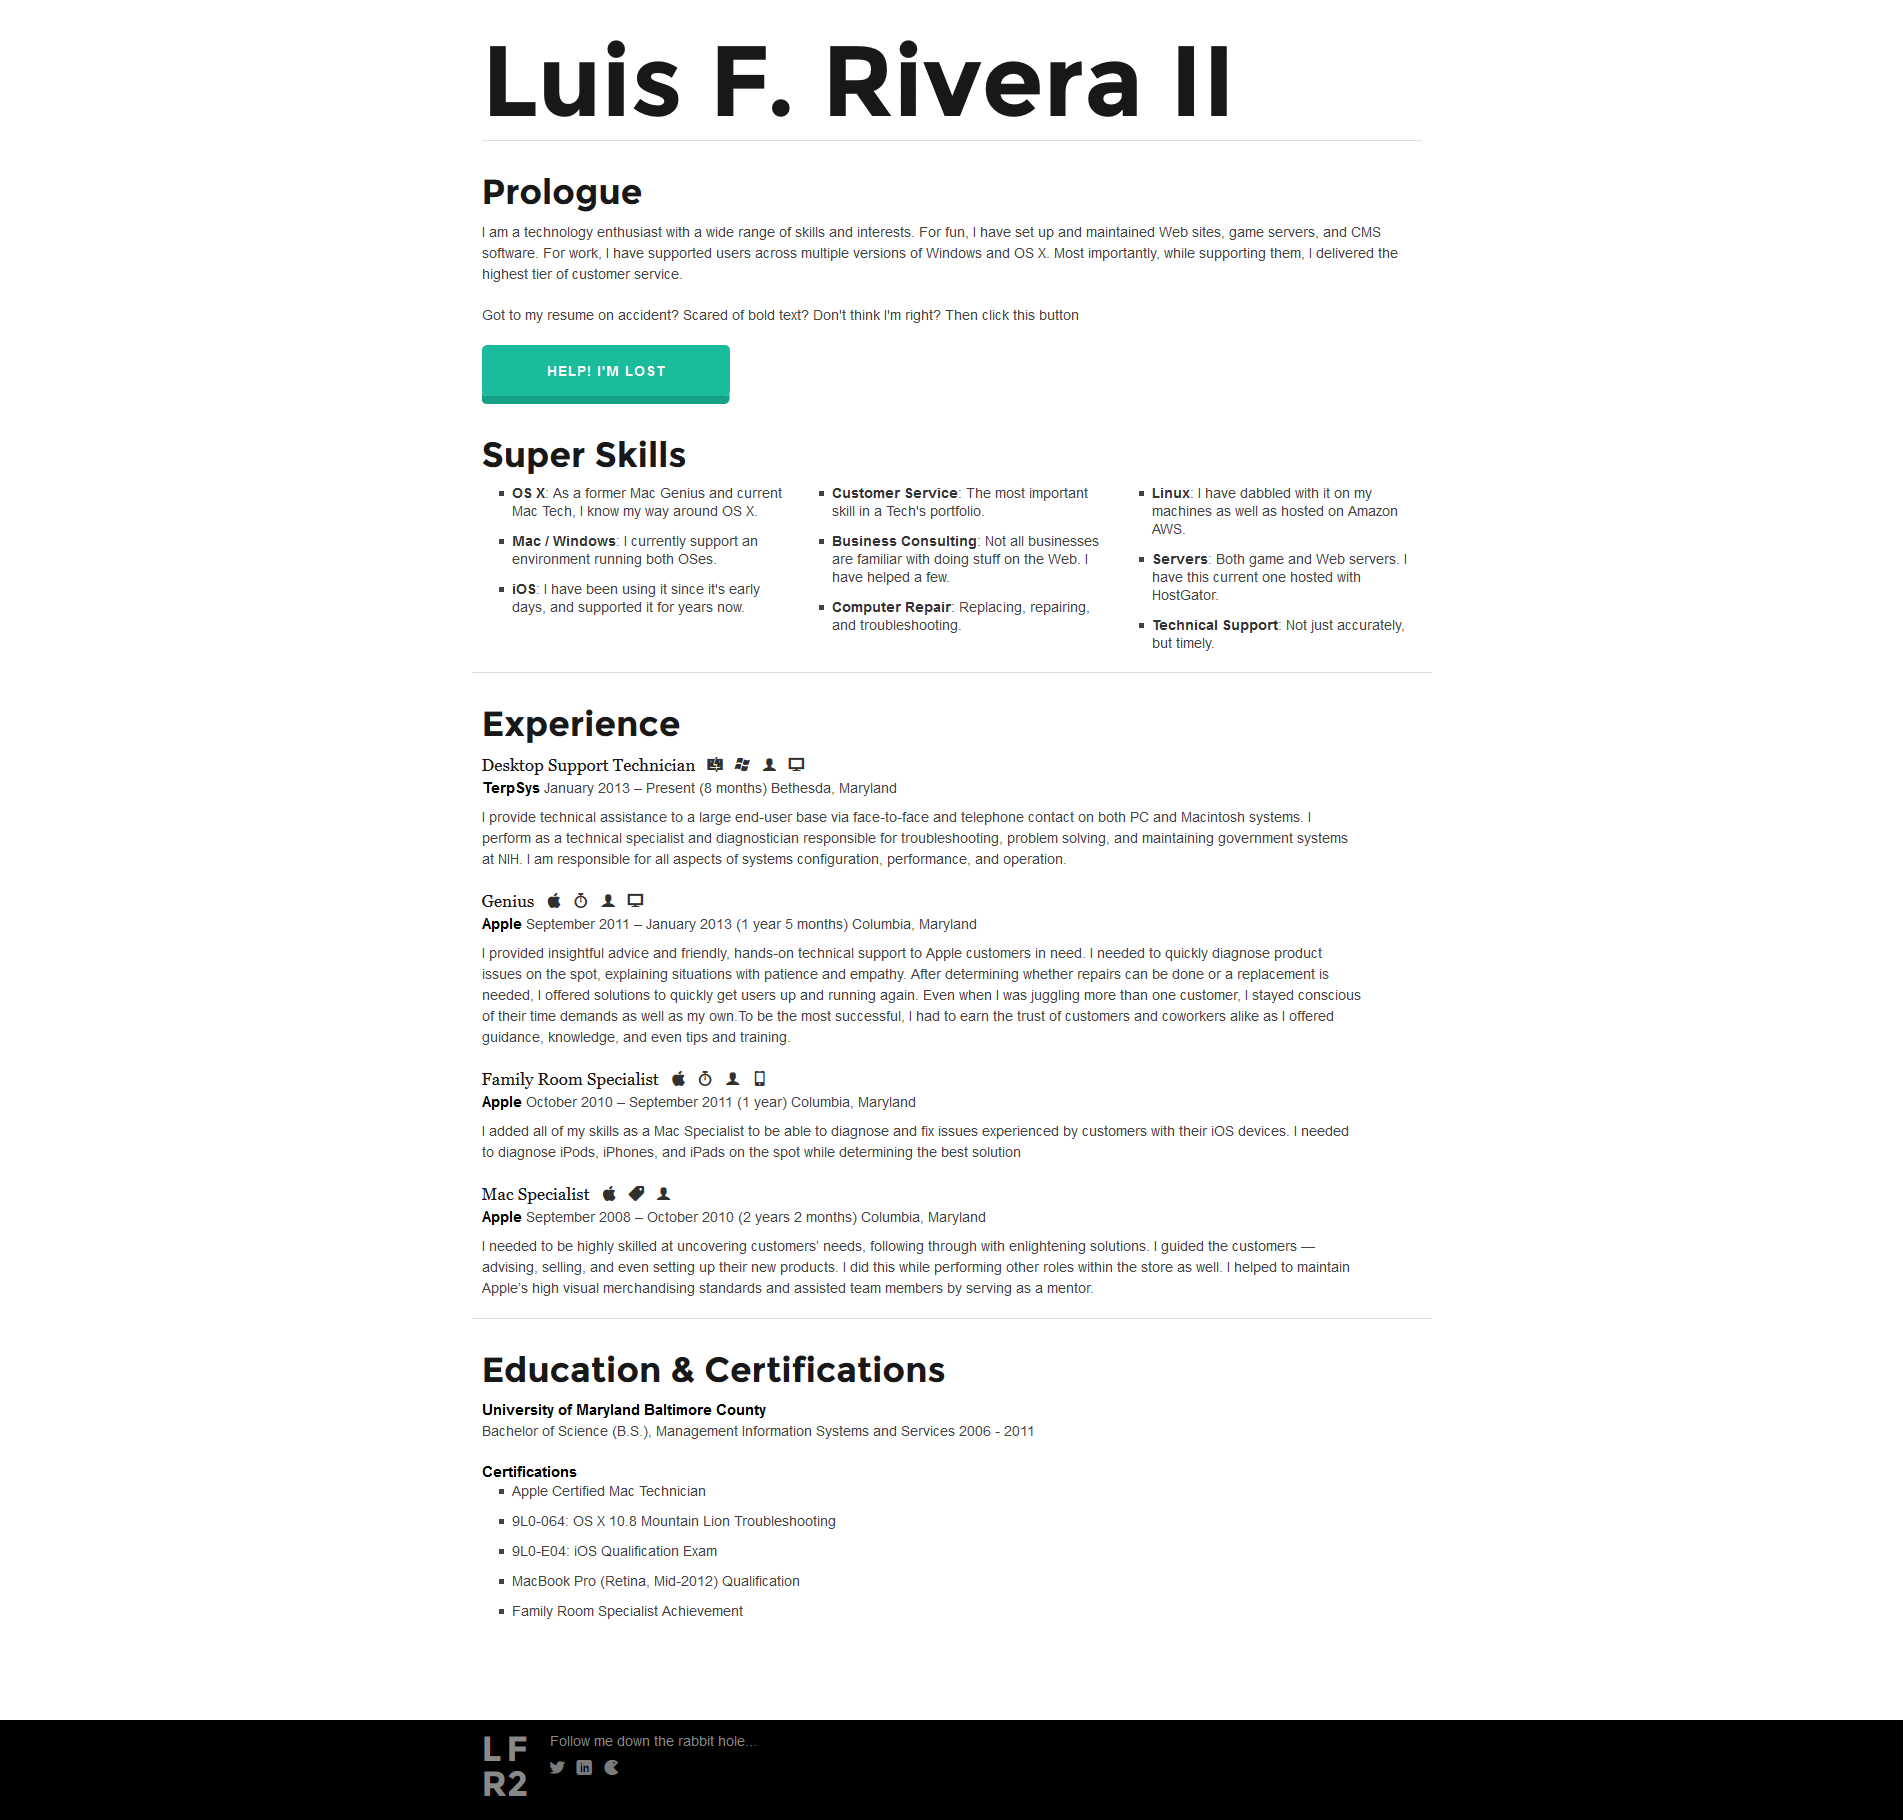 Luis F. Rivera II
Prologue
I am a technology enthusiast with a wide range of skills and interests. For fun, I have set up and maintained Web sites, game servers, and CMS
software. For work, I have supported users across multiple versions of Windows and OS X. Most importantly, while supporting them, I delivered the
highest tier of customer service.
Got to my resume on accident? Scared of bold text? Don't think I'm right? Then click this button
HELP! I'M LOST
Super Skills
OS X: As a former Mac Genius and current
Mac Tech, I know my way around OS X.
Mac / Windows: I currently support an
environment running both OSes.
iOS: I have been using it since it's early
days, and supported it for years now.
Customer Service: The most important
skill in a Tech's portfolio.
Business Consulting: Not all businesses
are familiar with doing stuff on the Web. I
have helped a few.
Computer Repair: Replacing, repairing,
and troubleshooting.
Linux: I have dabbled with it on my
machines as well as hosted on Amazon
AWS.
Servers: Both game and Web servers. I
have this current one hosted with
HostGator.
Technical Support: Not just accurately,
but timely.
Experience
Desktop Support Technician
TerpSys January 2013 – Present (8 months) Bethesda, Maryland
I provide technical assistance to a large end-user base via face-to-face and telephone contact on both PC and Macintosh systems. I
perform as a technical specialist and diagnostician responsible for troubleshooting, problem solving, and maintaining government systems
at NIH. I am responsible for all aspects of systems configuration, performance, and operation.
Genius
Apple September 2011 – January 2013 (1 year 5 months) Columbia, Maryland
I provided insightful advice and friendly, hands-on technical support to Apple customers in need. I needed to quickly diagnose product
issues on the spot, explaining situations with patience and empathy. After determining whether repairs can be done or a replacement is
needed, I offered solutions to quickly get users up and running again. Even when I was juggling more than one customer, I stayed conscious
of their time demands as well as my own.To be the most successful, I had to earn the trust of customers and coworkers alike as I offered
guidance, knowledge, and even tips and training.
Family Room Specialist
Apple October 2010 – September 2011 (1 year) Columbia, Maryland
I added all of my skills as a Mac Specialist to be able to diagnose and fix issues experienced by customers with their iOS devices. I needed
to diagnose iPods, iPhones, and iPads on the spot while determining the best solution
Mac Specialist
Apple September 2008 – October 2010 (2 years 2 months) Columbia, Maryland
I needed to be highly skilled at uncovering customers’ needs, following through with enlightening solutions. I guided the customers —
advising, selling, and even setting up their new products. I did this while performing other roles within the store as well. I helped to maintain
Apple’s high visual merchandising standards and assisted team members by serving as a mentor.
Education & Certifications
University of Maryland Baltimore County
Bachelor of Science (B.S.), Management Information Systems and Services 2006 - 2011
Certifications
Apple Certified Mac Technician
9L0-064: OS X 10.8 Mountain Lion Troubleshooting
9L0-E04: iOS Qualification Exam
MacBook Pro (Retina, Mid-2012) Qualification
Family Room Specialist Achievement
L F
R2
Follow me down the rabbit hole...
in